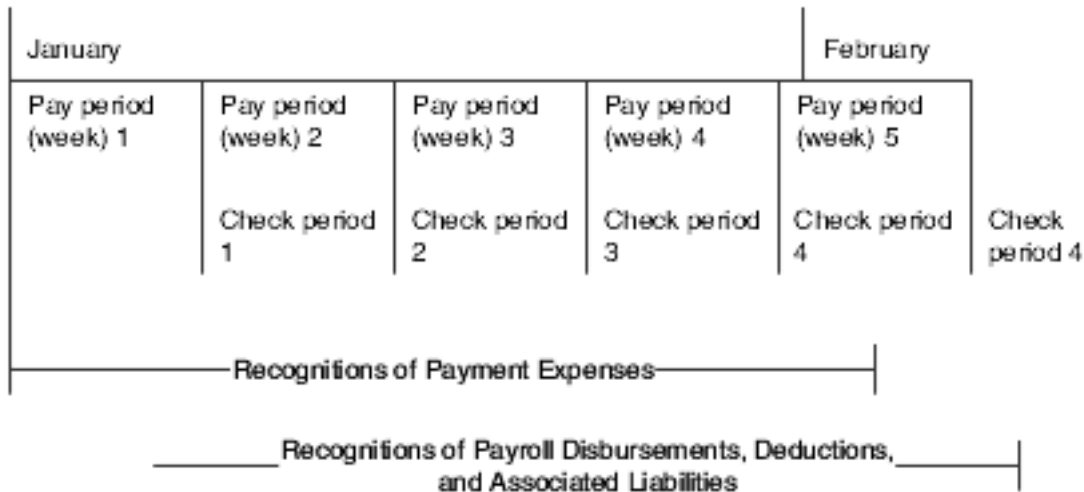 January
February
Pay period
(week) 1
Pay period
(week) 2
Pay period
(week) 3
Pay period
(week) 4
Pay period
(week) 5
Check period
1
Check period
2
Check period
3
Check period
4
Check
period 4
Recognitions of Payment Expenses
Recognitions of Payroll Disbursements, Deductions,
and Associated Liabilities